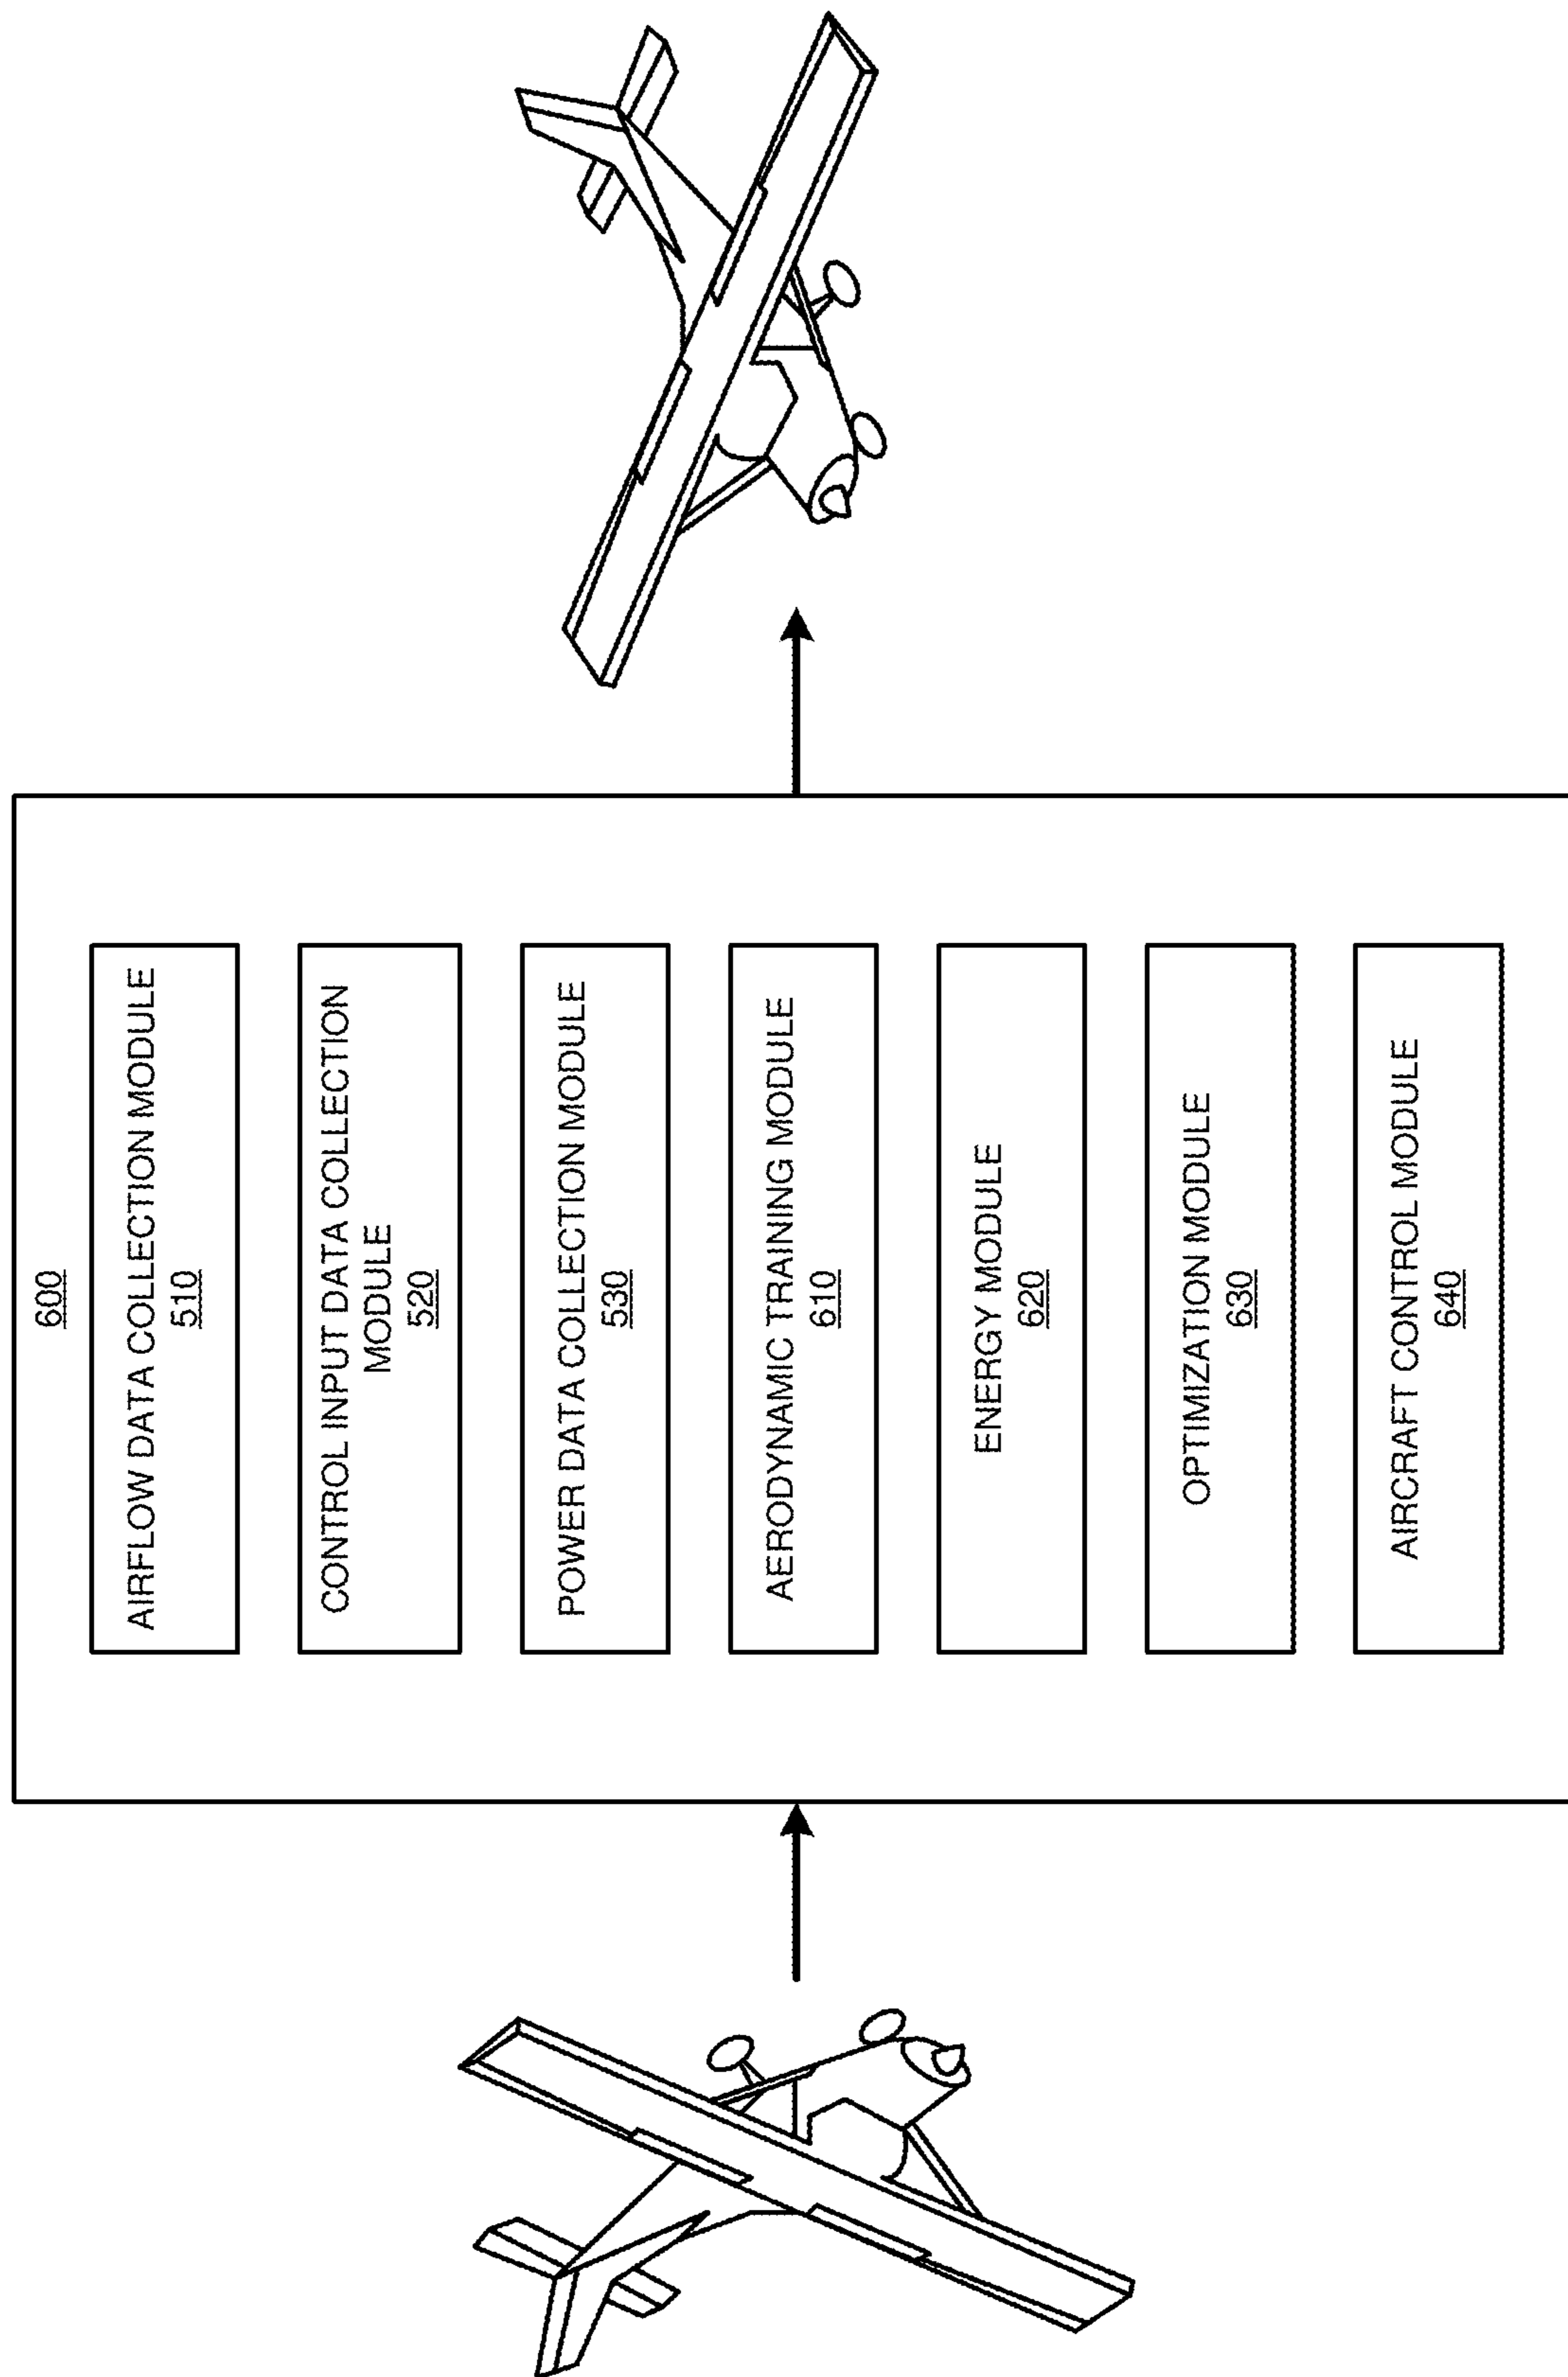 600
AIRFLOW DATA COLLECTION MODULE
510
CONTROL INPUT DATA COLLECTION
MODULE
520
POWER DATA COLLECTION MODULE
530
AERODYNAMIC TRAINING MODULE
610
ENERGY MODULE
620
OPTIMIZATION MODULE
630
AIRCRAFT CONTROL MODULE
640